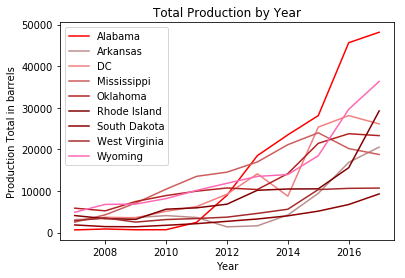 Total Production by Year
Production Total in barrels
50000
40000
30000
20000
10000
0
Alabama
Arkansas
DC
Mississippi
Oklahoma
Rhode Island
South Dakota
West Virginia
Wyoming
2008 2010 2012 2014 2016
Year